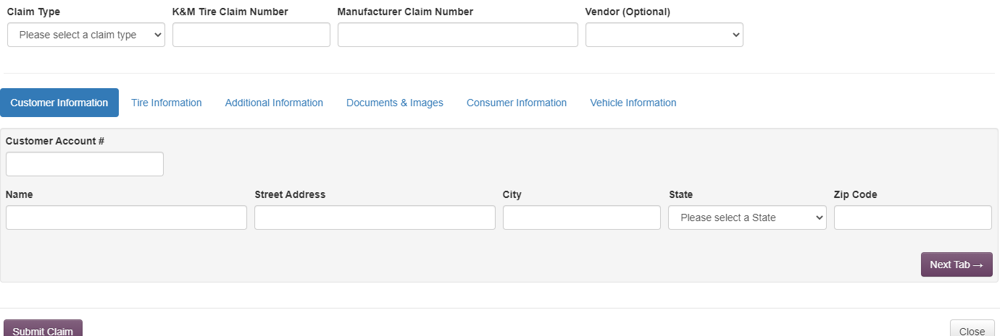 Claim Type K&M Tire Claim Number Manufacturer Claim Number Vendor (Optional)
Please select a claim type
Customer Information Tire Information Additional Information Documents & Images Consumer Information Vehicle Information
Customer Account #
Name Street Address City State Zip Code
Please select a State
Next Tab →
Submit Claim Close